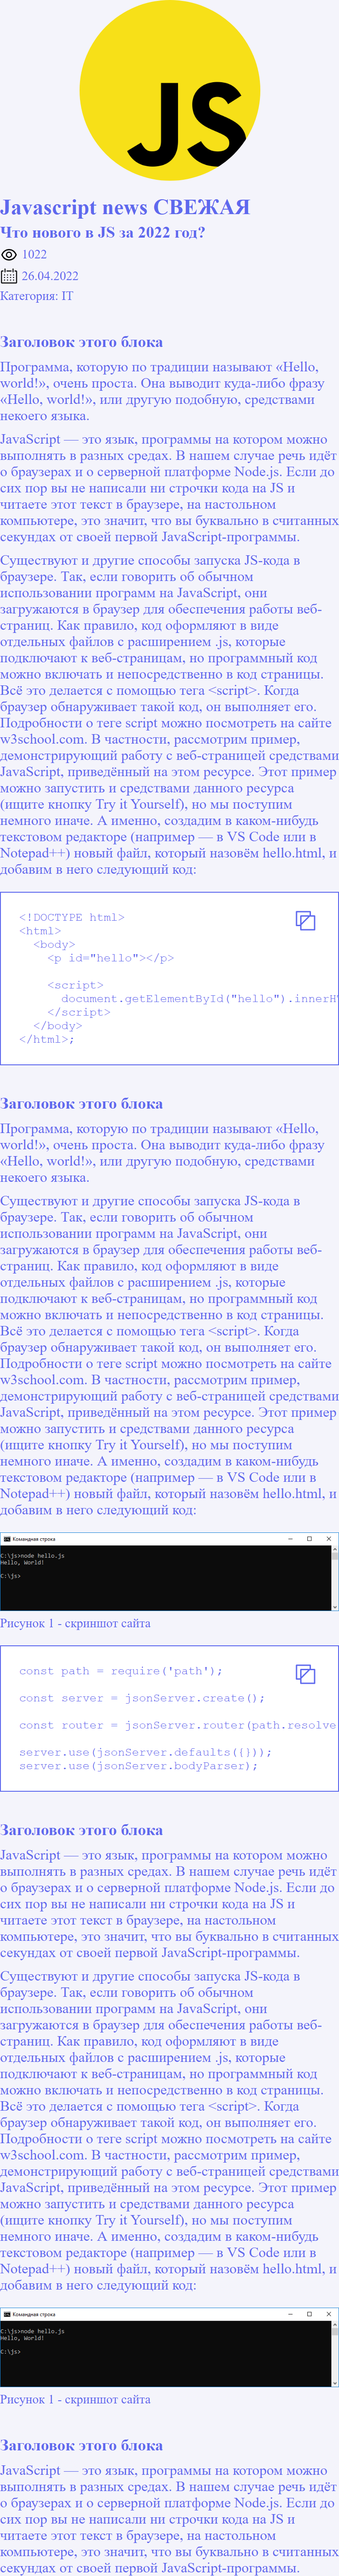 JS
Javascript news СВЕЖАЯ
Что нового в JS за 2022 год?
1022
26.04.2022
Категория: IT
Заголовок этого блока
Программа, которую по традиции называют «Hello,
world!», очень проста. Она выводит куда-либо фразу
«Hello, world!», или другую подобную, средствами
некоего языка.
JavaScript — это язык, программы на котором можно
выполнять в разных средах. В нашем случае речь идёт
о браузерах и о серверной платформе Node.js. Если до
сих пор вы не написали ни строчки кода на JS и
читаете этот текст в браузере, на настольном
компьютере, это значит, что вы буквально в считанных
секундах от своей первой JavaScript-программы.
Существуют и другие способы запуска JS-кода в
браузере. Так, если говорить об обычном
использовании программ на JavaScript, они
загружаются в браузер для обеспечения работы веб-
страниц. Как правило, код оформляют в виде
отдельных файлов с расширением .js, которые
подключают к веб-страницам, но программный код
можно включать и непосредственно в код страницы.
Всё это делается с помощью тега <script>. Когда
браузер обнаруживает такой код, он выполняет его.
Подробности о теге script можно посмотреть на сайте
w3school.com. В частности, рассмотрим пример,
демонстрирующий работу с веб-страницей средствами
JavaScript, приведённый на этом ресурсе. Этот пример
можно запустить и средствами данного ресурса
(ищите кнопку Try it Yourself), но мы поступим
немного иначе. А именно, создадим в каком-нибудь
текстовом редакторе (например — в VS Code или в
Notepad++) новый файл, который назовём hello.html, и
добавим в него следующий код:
<!DOCTYPE html>
<html>
<body>
<p id="hello"></p>
<script>
document.getElementById("hello").innerH
</script>
</body>
</html>;
Заголовок этого блока
Программа, которую по традиции называют «Hello,
world!», очень проста. Она выводит куда-либо фразу
«Hello, world!», или другую подобную, средствами
некоего языка.
Существуют и другие способы запуска JS-кода в
браузере. Так, если говорить об обычном
использовании программ на JavaScript, они
загружаются в браузер для обеспечения работы веб-
страниц. Как правило, код оформляют в виде
отдельных файлов с расширением .js, которые
подключают к веб-страницам, но программный код
можно включать и непосредственно в код страницы.
Всё это делается с помощью тега <script>. Когда
браузер обнаруживает такой код, он выполняет его.
Подробности о теге script можно посмотреть на сайте
w3school.com. В частности, рассмотрим пример,
демонстрирующий работу с веб-страницей средствами
JavaScript, приведённый на этом ресурсе. Этот пример
можно запустить и средствами данного ресурса
(ищите кнопку Try it Yourself), но мы поступим
немного иначе. А именно, создадим в каком-нибудь
текстовом редакторе (например — в VS Code или в
Notepad++) новый файл, который назовём hello.html, и
добавим в него следующий код:
Командная строка
C:\js>node hello.js
Hello, World!
C:\js>
Рисунок 1 - скриншот сайта
const path = require('path');
const server = jsonServer.create();
const router = jsonServer.router(path.resolve
server.use(jsonServer.defaults({}));
server.use(jsonServer.bodyParser);
Заголовок этого блока
JavaScript — это язык, программы на котором можно
выполнять в разных средах. В нашем случае речь идёт
о браузерах и о серверной платформе Node.js. Если до
сих пор вы не написали ни строчки кода на JS и
читаете этот текст в браузере, на настольном
компьютере, это значит, что вы буквально в считанных
секундах от своей первой JavaScript-программы.
Существуют и другие способы запуска JS-кода в
браузере. Так, если говорить об обычном
использовании программ на JavaScript, они
загружаются в браузер для обеспечения работы веб-
страниц. Как правило, код оформляют в виде
отдельных файлов с расширением .js, которые
подключают к веб-страницам, но программный код
можно включать и непосредственно в код страницы.
Всё это делается с помощью тега <script>. Когда
браузер обнаруживает такой код, он выполняет его.
Подробности о теге script можно посмотреть на сайте
w3school.com. В частности, рассмотрим пример,
демонстрирующий работу с веб-страницей средствами
JavaScript, приведённый на этом ресурсе. Этот пример
можно запустить и средствами данного ресурса
(ищите кнопку Try it Yourself), но мы поступим
немного иначе. А именно, создадим в каком-нибудь
текстовом редакторе (например — в VS Code или в
Notepad++) новый файл, который назовём hello.html, и
добавим в него следующий код:
Командная строка
C:\js>node hello.js
Hello, World!
C:\js>
Рисунок 1 - скриншот сайта
Заголовок этого блока
JavaScript — это язык, программы на котором можно
выполнять в разных средах. В нашем случае речь идёт
о браузерах и о серверной платформе Node.js. Если до
сих пор вы не написали ни строчки кода на JS и
читаете этот текст в браузере, на настольном
компьютере, это значит, что вы буквально в считанных
секундах от своей первой JavaScript-программы.